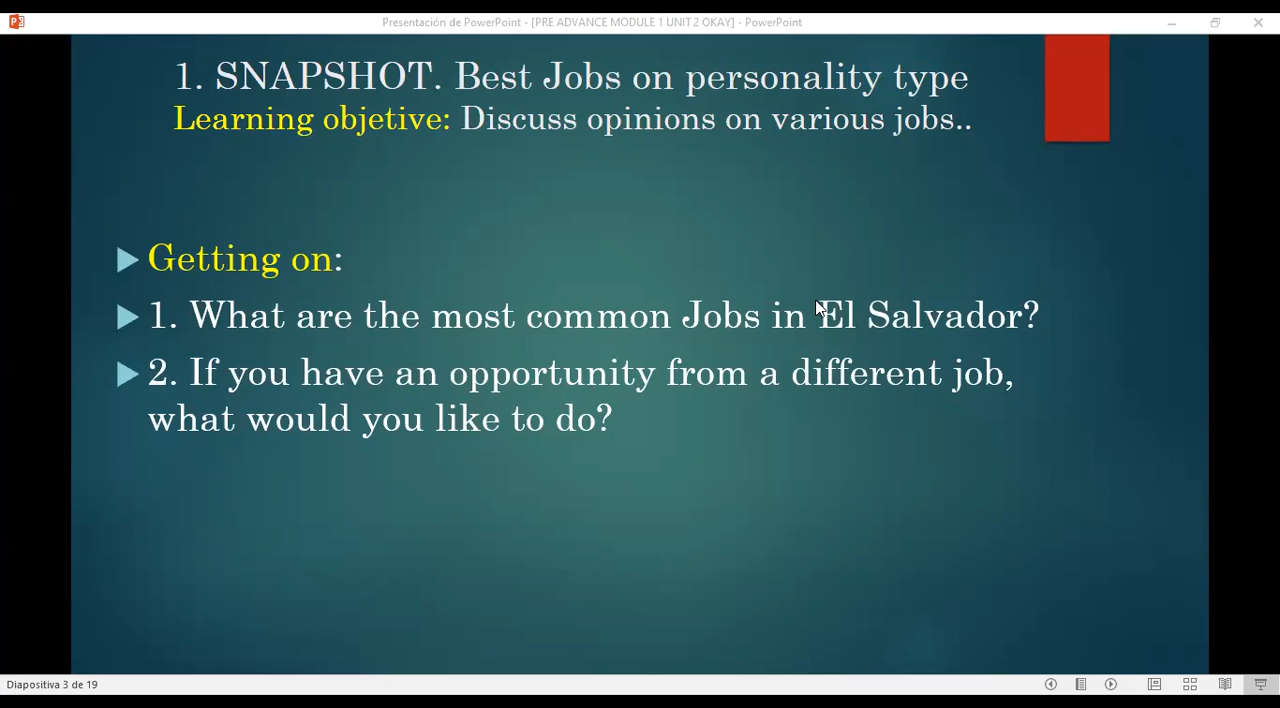 Presentación de PowerPoint - [PRE ADVANCE MODULE 1 UNIT 2 OKAY] - PowerPoint
1. SNAPSHOT. Best Jobs on personality type
Learning objetive: Discuss opinions on various jobs..
Getting on:
1. What are the most common Jobs in El Salvador?
2. If you have an opportunity from a different job,
what would you like to do?
Diapositiva 3 de 19